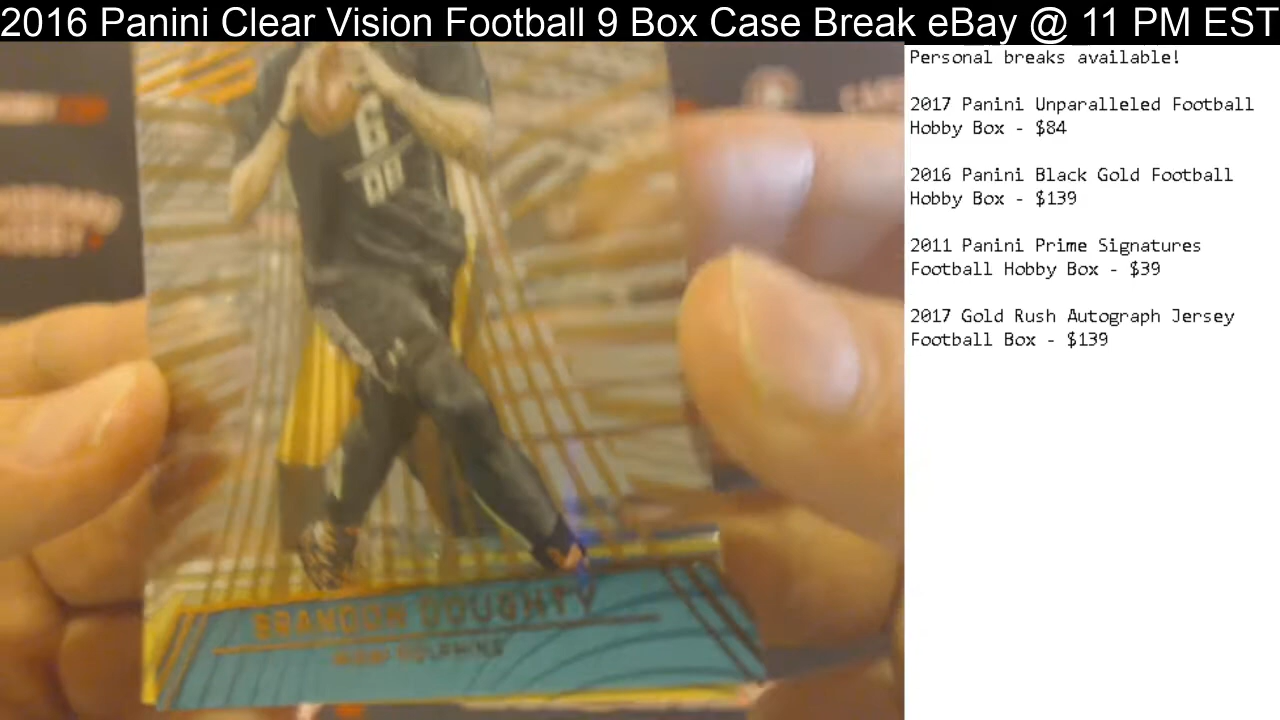 2016 Panini Clear Vision Football 9 Box Case Break eBay @ 11 PM EST
Personal breaks available!
2017 Panini Unparalleled Football
Hobby Box - $84
2016 Panini Black Gold Football
Hobby Box - $139
2011 Panini Prime Signatures
Football Hobby Box - $39
2017 Gold Rush Autograph Jersey
Football Box - $139
BRANDON DOUGHTY
MIAMI DOLPHINS